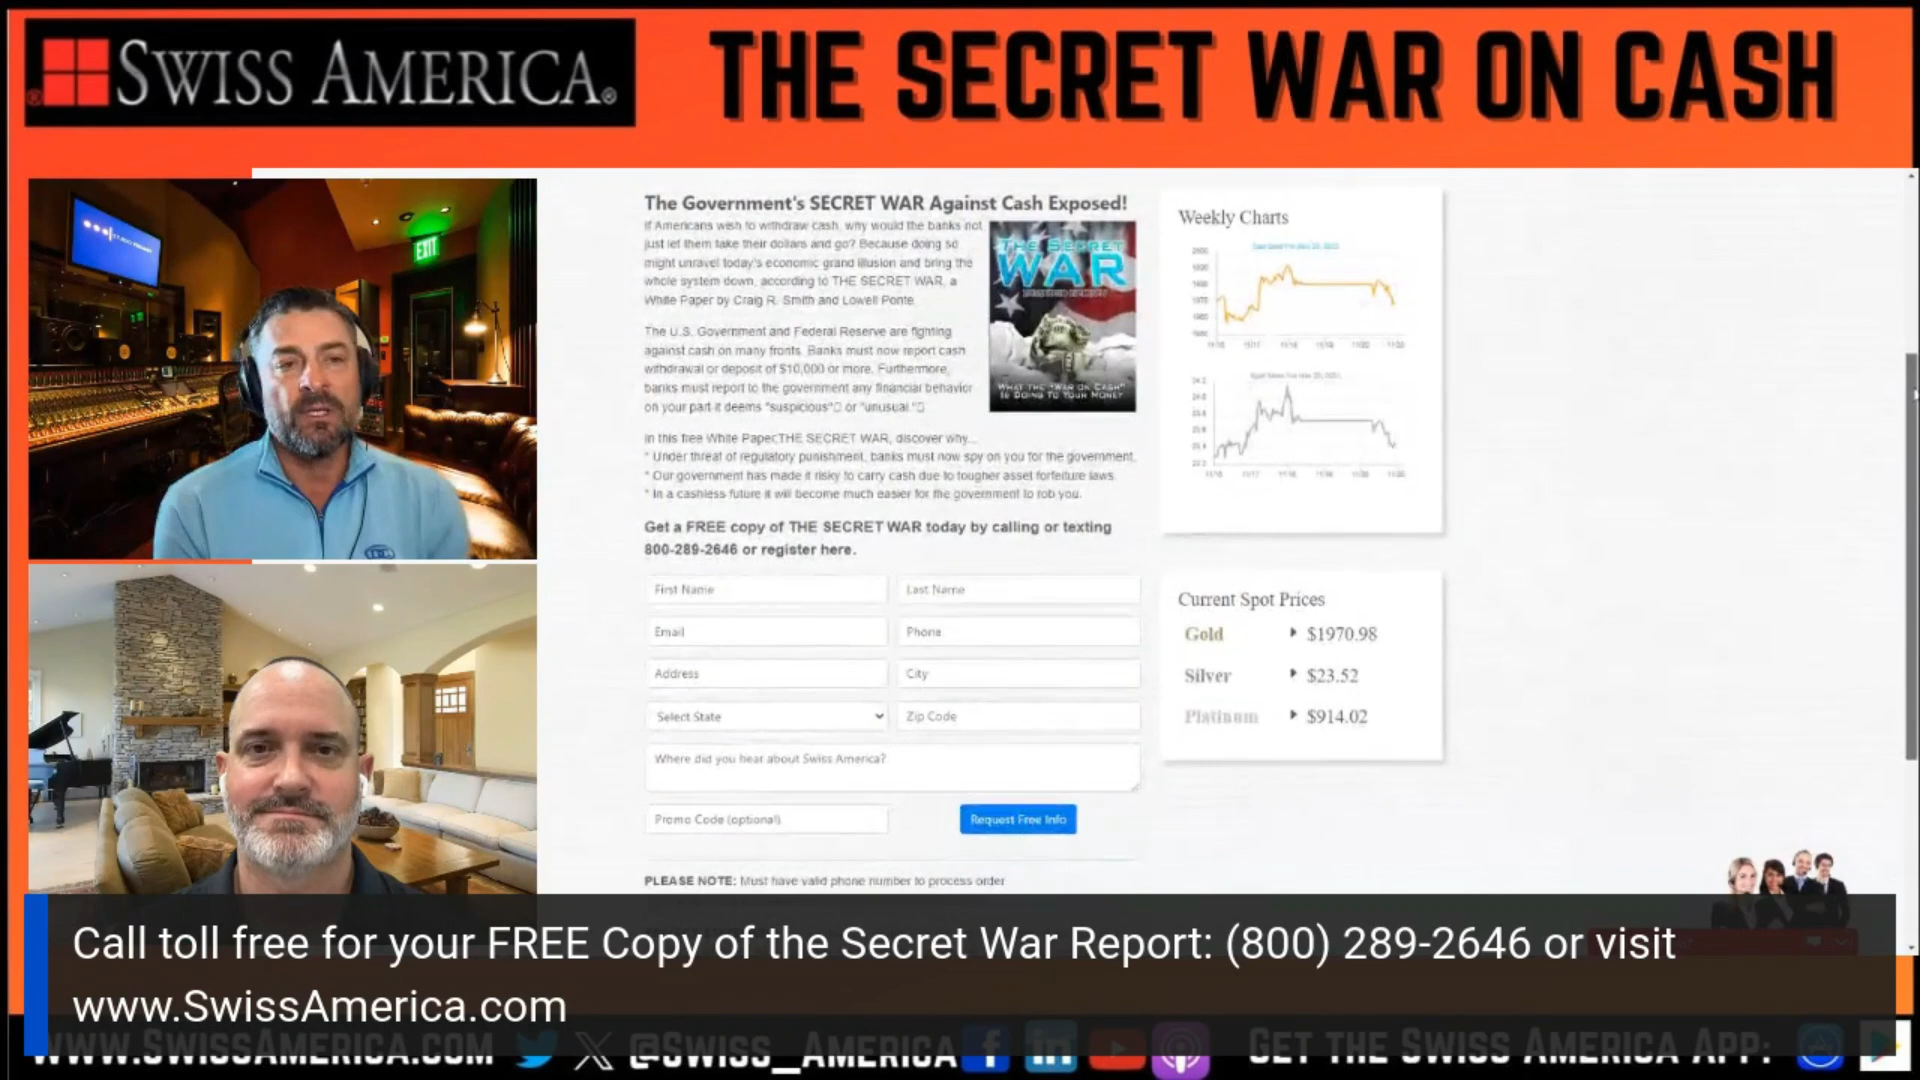 SWISS AMERICA®
THE SECRET WAR ON CASH
EXIT
The Government's SECRET WAR Against Cash Exposed!
If Americans wish to withdraw cash, why would the banks not
just let them take their dollars and go? Because doing so
might unravel today's economic grand illusion and bring the
whole system down, according to THE SECRET WAR, a
White Paper by Craig R. Smith and Lowell Ponte.
The U.S. Government and Federal Reserve are fighting
against cash on many fronts. Banks must now report cash
withdrawal or deposit of $10,000 or more. Furthermore,
banks must report to the government any financial behavior
on your part it deems "suspicious"▯ or "unusual."▯
THE SECRET
WAR
WHAT THE "WAR ON CASH"
IS DOING TO YOUR MONEY
In this free White Paper,THE SECRET WAR, discover why...
* Under threat of regulatory punishment, banks must now spy on you for the government.
* Our government has made it risky to carry cash due to tougher asset forfeiture laws.
* In a cashless future it will become much easier for the government to rob you.
Get a FREE copy of THE SECRET WAR today by calling or texting
800-289-2646 or register here.
First Name
Last Name
Email
Phone
Address
City
Select State
Zip Code
Where did you hear about Swiss America?
Promo Code (optional)
Request Free Info
PLEASE NOTE: Must have valid phone number to process order
Weekly Charts
Current Spot Prices
Gold $1970.98
Silver $23.52
Platinum $914.02
Call toll free for your FREE Copy of the Secret War Report: (800) 289-2646 or visit
www.SwissAmerica.com
WWW.SWISSAMERICA.COM
@SWISS_AMERICA
GET THE SWISS AMERICA APP: